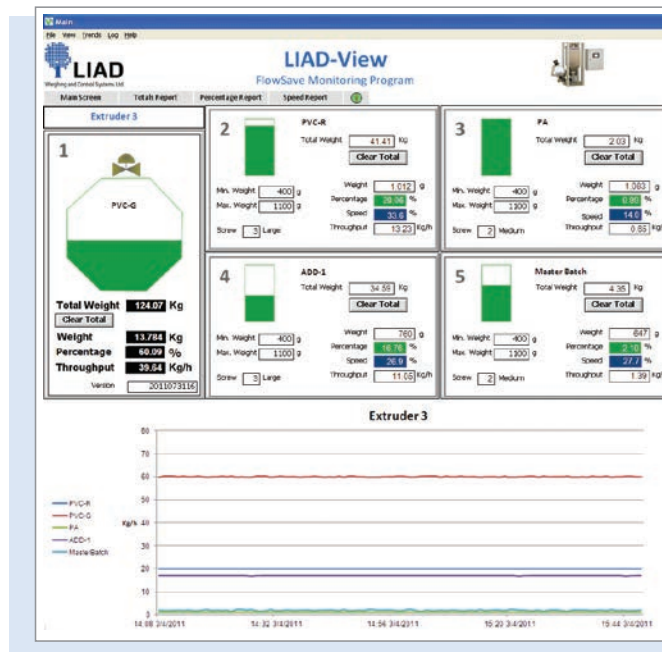 Main
File View Trends Log Help
LIAD
Weighing and Control Systems Ltd.
LIAD-View
FlowSave Monitoring Program
Main Screen Totals Report Percentage Report Speed Report
Extruder 3
1
PVC-G
Total Weight 124.07 Kg
Clear Total
Weight 13.784 Kg
Percentage 60.09 %
Throughput 39.64 Kg/h
Version 2011073116
2
PVC-R
Total Weight 41.41 Kg
Clear Total
Min. Weight 400 g
Max. Weight 1100 g
Screw 3 Large
Weight 1.012 g
Percentage %
Speed 33.6 %
Throughput 13.23 Kg/h
3
PA
Total Weight 2.03 Kg
Clear Total
Min. Weight 400 g
Max. Weight 1100 g
Screw 2 Medium
Weight 1.083 g
Percentage %
Speed 14.0 %
Throughput 0.65 Kg/h
4
ADD-1
Total Weight 34.59 Kg
Clear Total
Min. Weight 400 g
Max. Weight 1100 g
Screw 3 Large
Weight 760 g
Percentage 16.76 %
Speed 26.9 %
Throughput 11.05 Kg/h
5
Master Batch
Total Weight 4.35 Kg
Clear Total
Min. Weight 400 g
Max. Weight 1100 g
Screw 2 Medium
Weight 647 g
Percentage 2.10 %
Speed 27.7 %
Throughput 1.39 Kg/
Extruder 3
80
70
60
50
Kg/h 40
30
20
10
0
PVC-R
PVC-G
PA
ADD-1
MasterBatch
14:08 3/4/2011 14:32 3/4/2011 14:56 3/4/2011 15:20 3/4/2011 15:44 3/4/2011